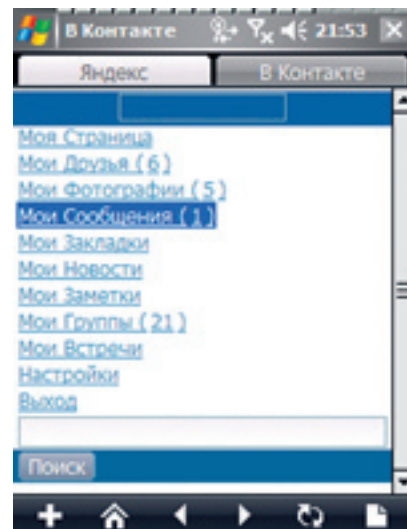 В Контакте 21:53
Яндекс В Контакте
Моя Страница
Мои Друзья ( 6 )
Мои Фотографии ( 5 )
Мои Сообщения ( 1 )
Мои Закладки
Мои Новости
Мои Заметки
Мои Группы ( 21 )
Мои Встречи
Настройки
Выход
Поиск